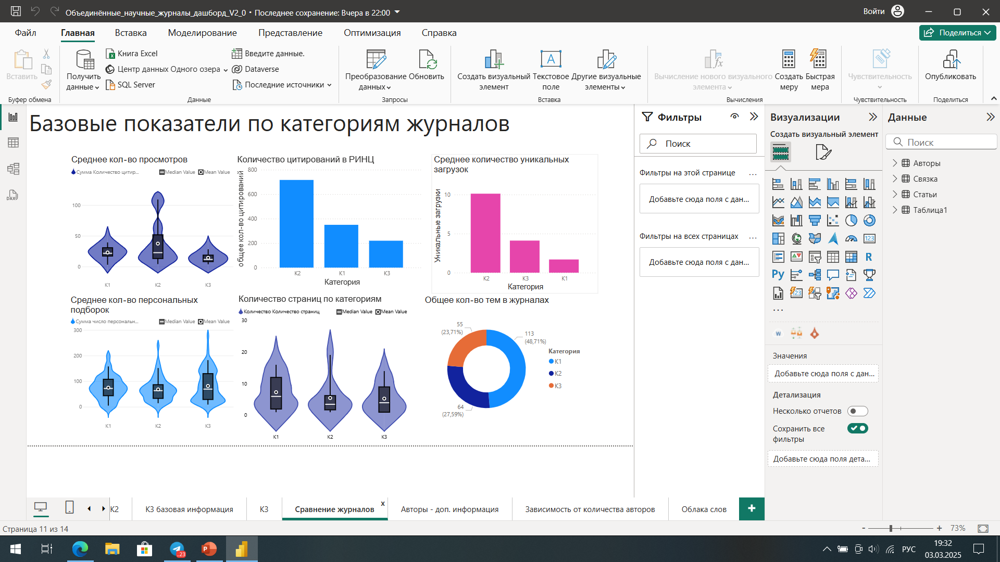 Объединённые_научные_журналы_дашборд_V2_0 • Последнее сохранение: Вчера в 22:00
Войти
Файл
Главная
Вставка
Моделирование
Представление
Оптимизация
Справка
Поделиться
Вставить
Буфер обмена
Получить данные
Книга Excel
Центр данных Одного озера
SQL Server
Введите данные.
Dataverse
Последние источники
Данные
Преобразование данных
Обновить
Запросы
Создать визуальный элемент
Текстовое поле
Другие визуальные элементы
Вставка
Вычисление нового визуального элемента
Создать меру
Быстрая мера
Вычисления
Чувствительность
Чувствительность
Опубликовать
Поделиться
Базовые показатели по категориям журналов
Среднее кол-во просмотров
Сумма Количество цитир...
Median Value
Mean Value
100
50
0
K1
K2
K3
Количество цитирований в РИНЦ
общее кол-во цитирований
800
600
400
200
0
K2
K1
K3
Категория
Среднее количество уникальных
загрузок
Уникальные загрузки
10
5
0
K2
K3
K1
Категория
Среднее кол-во персональных
подборок
Сумма число персональн...
Median Value
Mean Value
300
200
100
0
K1
K2
K3
Количество страниц по категориям
Количество Количество страниц
Median Value
Mean Value
30
20
10
0
K1
K2
K3
Общее кол-во тем в журналах
55
(23,71%)
113
(48,71%)
64
(27,59%)
Категория
K1
K2
K3
Фильтры
Поиск
Фильтры на этой странице
...
Добавьте сюда поля с дан...
Фильтры на всех страницах
...
Добавьте сюда поля с дан...
Визуализации
Создать визуальный элемент
123
R
Py
123
...
W
Значения
Добавьте сюда поля с дан...
Детализация
Несколько отчетов
Сохранить все
фильтры
Добавьте сюда поля дета...
Данные
Поиск
Авторы
Связка
Статьи
Таблица1
DAX
K2
K3 базовая информация
K3
Сравнение журналов
x
Авторы - доп. информация
Зависимость от количества авторов
Облака слов
+
Страница 11 из 14
- + 73%
..23
P
РУС
19:32
03.03.2025